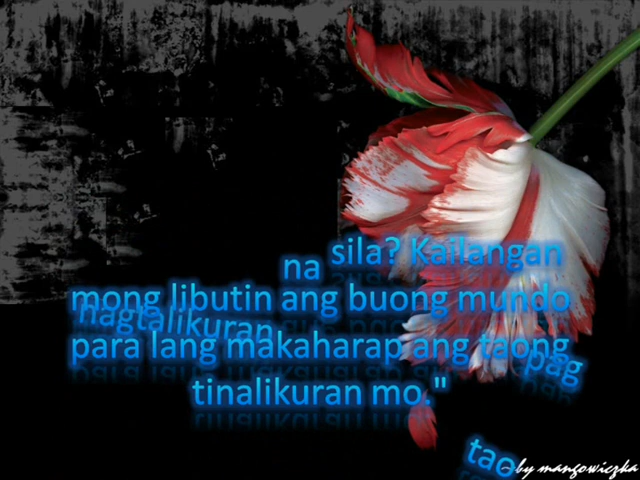 na sila? Kailangan
mong libutin ang buong mundo
nagtalikuran
para lang makaharap ang taong
pag
tinalikuran mo."
tao
by mangowiczka